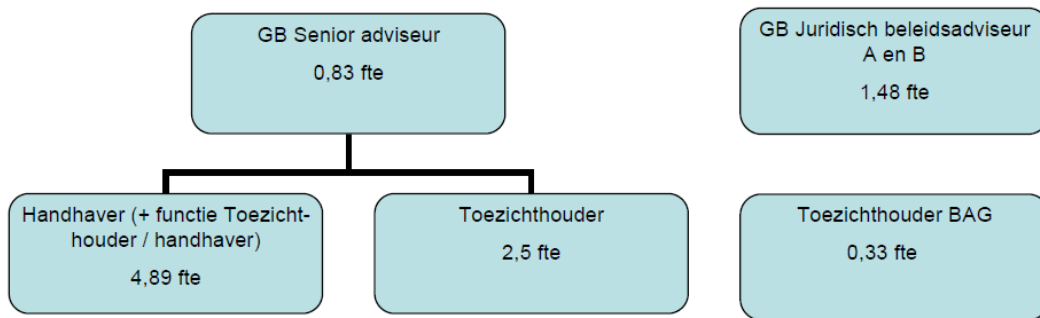 GB Senior adviseur
0,83 fte
GB Juridisch beleidsadviseur
A en B
1,48 fte
Handhaver (+ functie Toezicht-
houder / handhaver)
4,89 fte
Toezichthouder
2,5 fte
Toezichthouder BAG
0,33 fte